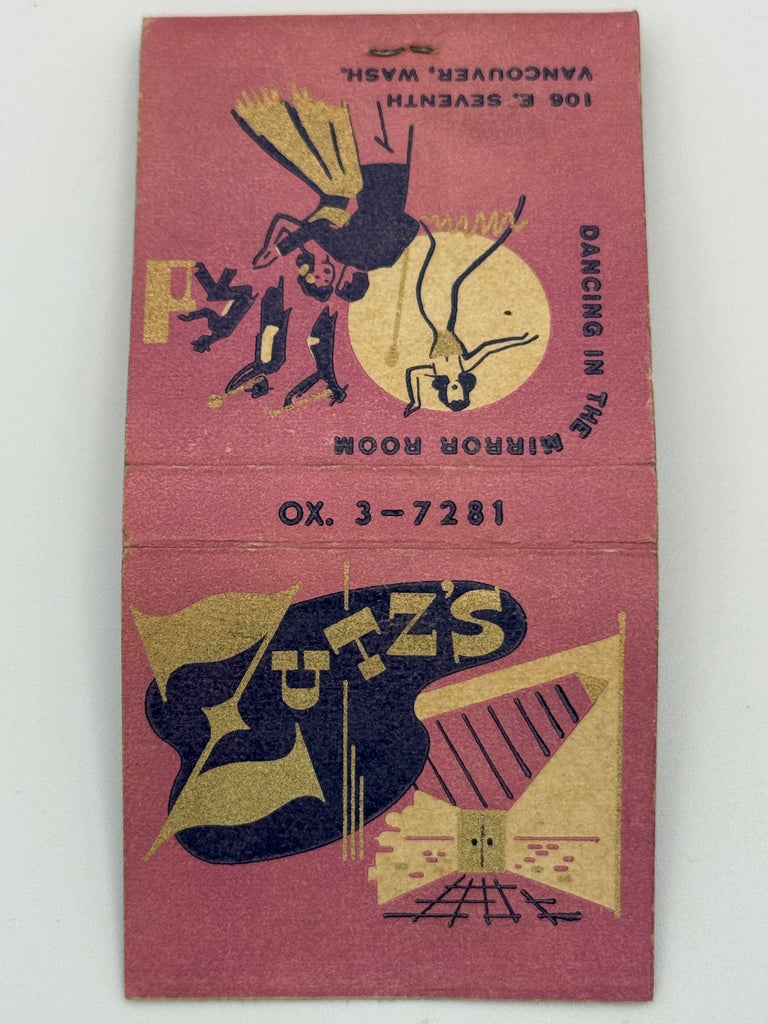 106 E. SEVENTH
VANCOUVER, WASH.
DANCING IN THE MIRROR ROOM
OX. 3-7281
ZUTZ'S